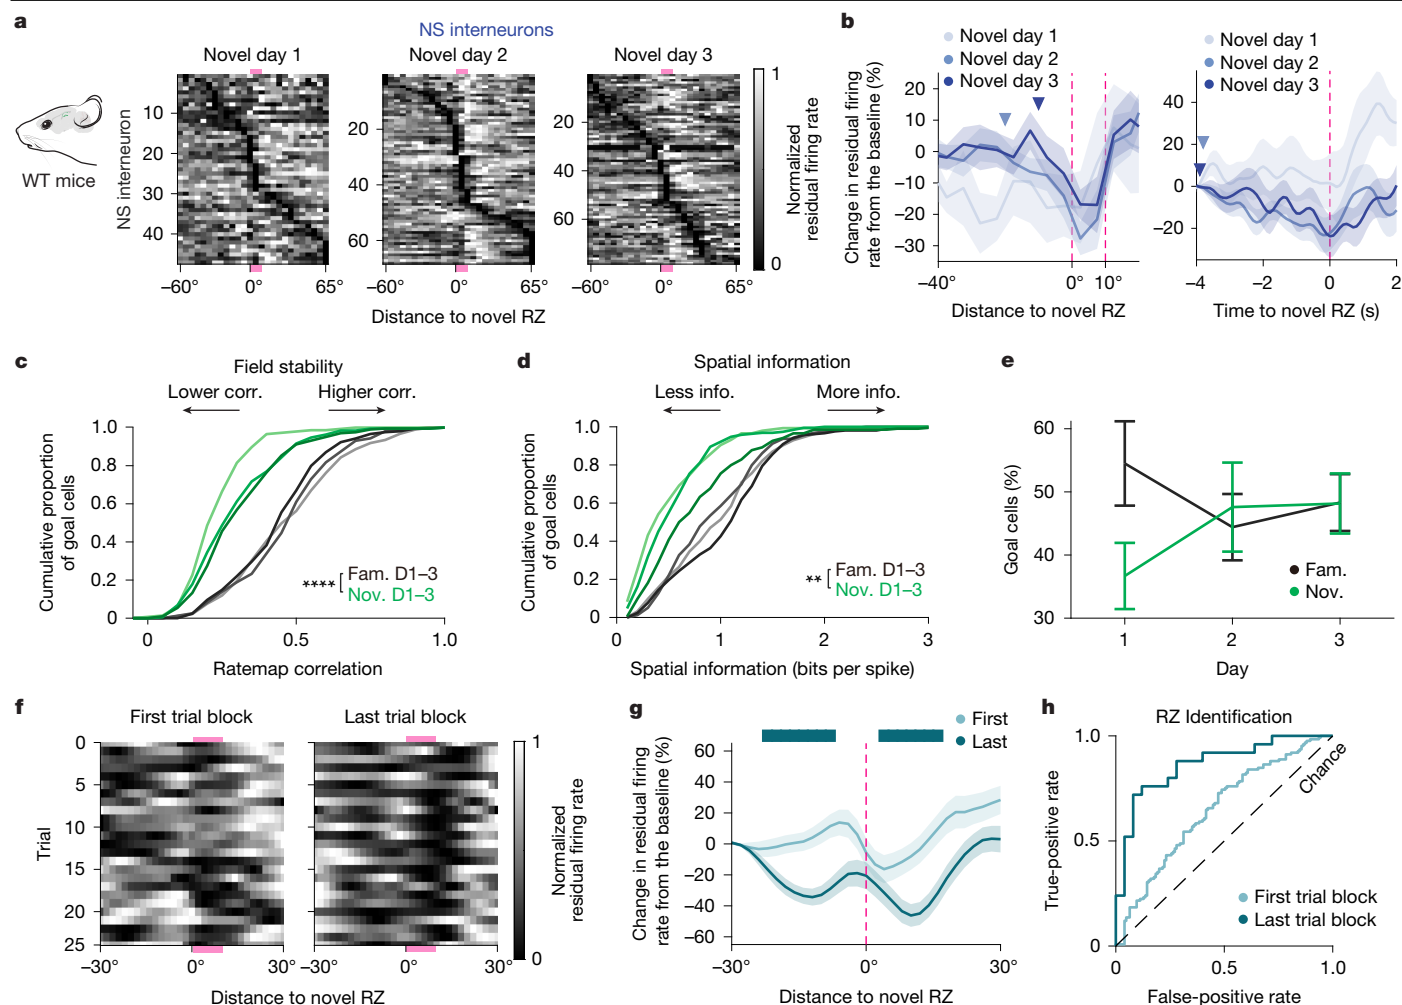 a
NS interneurons
Novel day 1
Novel day 2
Novel day 3
WT mice
NS interneuron
10
20
30
40
20
40
60
20
40
60
1
0
Normalized
residual firing rate
−60° 0° 65°
−60° 0° 65°
−60° 0° 65°
Distance to novel RZ
b
Novel day 1
Novel day 2
Novel day 3
Change in residual firing
rate from the baseline (%)
20
10
0
−10
−20
−30
−40° 0° 10°
Distance to novel RZ
Novel day 1
Novel day 2
Novel day 3
40
20
0
−20
−4 −2 0 2
Time to novel RZ (s)
c
Field stability
Lower corr. Higher corr.
Cumulative proportion
of goal cells
1.0
0.8
0.6
0.4
0.2
0
**** Fam. D1–3
Nov. D1–3
0 0.5 1.0
Ratemap correlation
d
Spatial information
Less info. More info.
Cumulative proportion
of goal cells
1.0
0.8
0.6
0.4
0.2
0
** Fam. D1–3
Nov. D1–3
0 1 2 3
Spatial information (bits per spike)
e
Goal cells (%)
60
50
40
30
Fam.
Nov.
1 2 3
Day
f
First trial block
Last trial block
Trial
0
5
10
15
20
25
−30° 0° 30°
−30° 0° 30°
Distance to novel RZ
1
0
Normalized
residual firing rate
g
First
Last
Change in residual firing
rate from the baseline (%)
60
40
20
0
−20
−40
−60
−30° 0° 30°
Distance to novel RZ
h
RZ Identification
True-positive rate
1.0
0.5
0
Chance
First trial block
Last trial block
0 0.5 1.0
False-positive rate